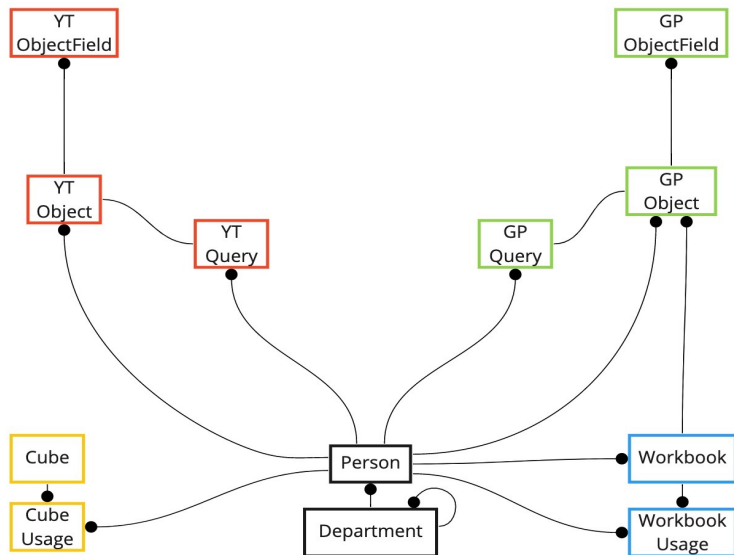 YT
ObjectField
GP
ObjectField
YT
Object
GP
Object
YT
Query
GP
Query
Cube
Person
Workbook
Cube
Usage
Department
Workbook
Usage